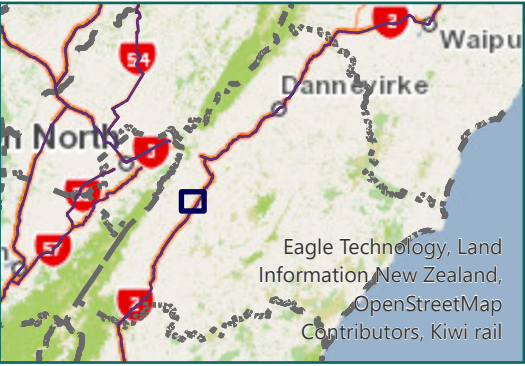 54
2
Waipu
Dannevirke
n North
3
57
2
Eagle Technology, Land
Information New Zealand,
OpenStreetMap
Contributors, Kiwi rail